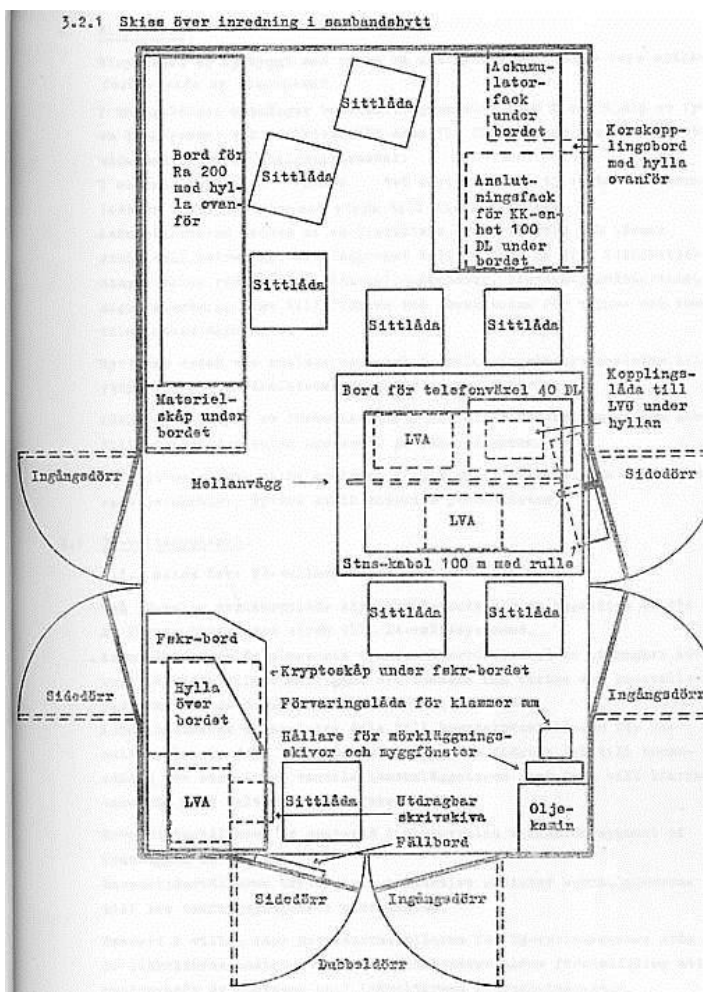 3.2.1 Skiss över inredning i sambandshytt
Sittlåda
Ackumu-
lator-
fack
under
bordet
Korskopp-
lingsbord
med hylla
ovanför
Bord för
Ra 200
med hyl-
la ovan-
för
Sittlåda
Anslut-
ningsfack
för KK-en-
het 100
DL under
bordet
Sittlåda
Sittlåda
Sittlåda
Materiel-
skåp under
bordet
Bord för telefonväxel 40 DL
Kopplings-
låda till
LVU under
hyllan
LVA
Ingångsdörr
Sidodörr
Mellanvägg
LVA
Stns-kabel 100 m med rulle
Sittlåda
Sittlåda
Fskr-bord
Kryptoskåp under fskr-bordet
Sidedörr
Hylla
över
bordet
Ingångsdörr
Förvaringslåda för klammer mm
Hållare för mörkläggnings-
skivor och myggfönster
LVA
Sittlåda
Utdragbar
skrivskiva
Olje-
kamin
Fällbord
Sidedörr
Ingångsdörr
Dubbeldörr